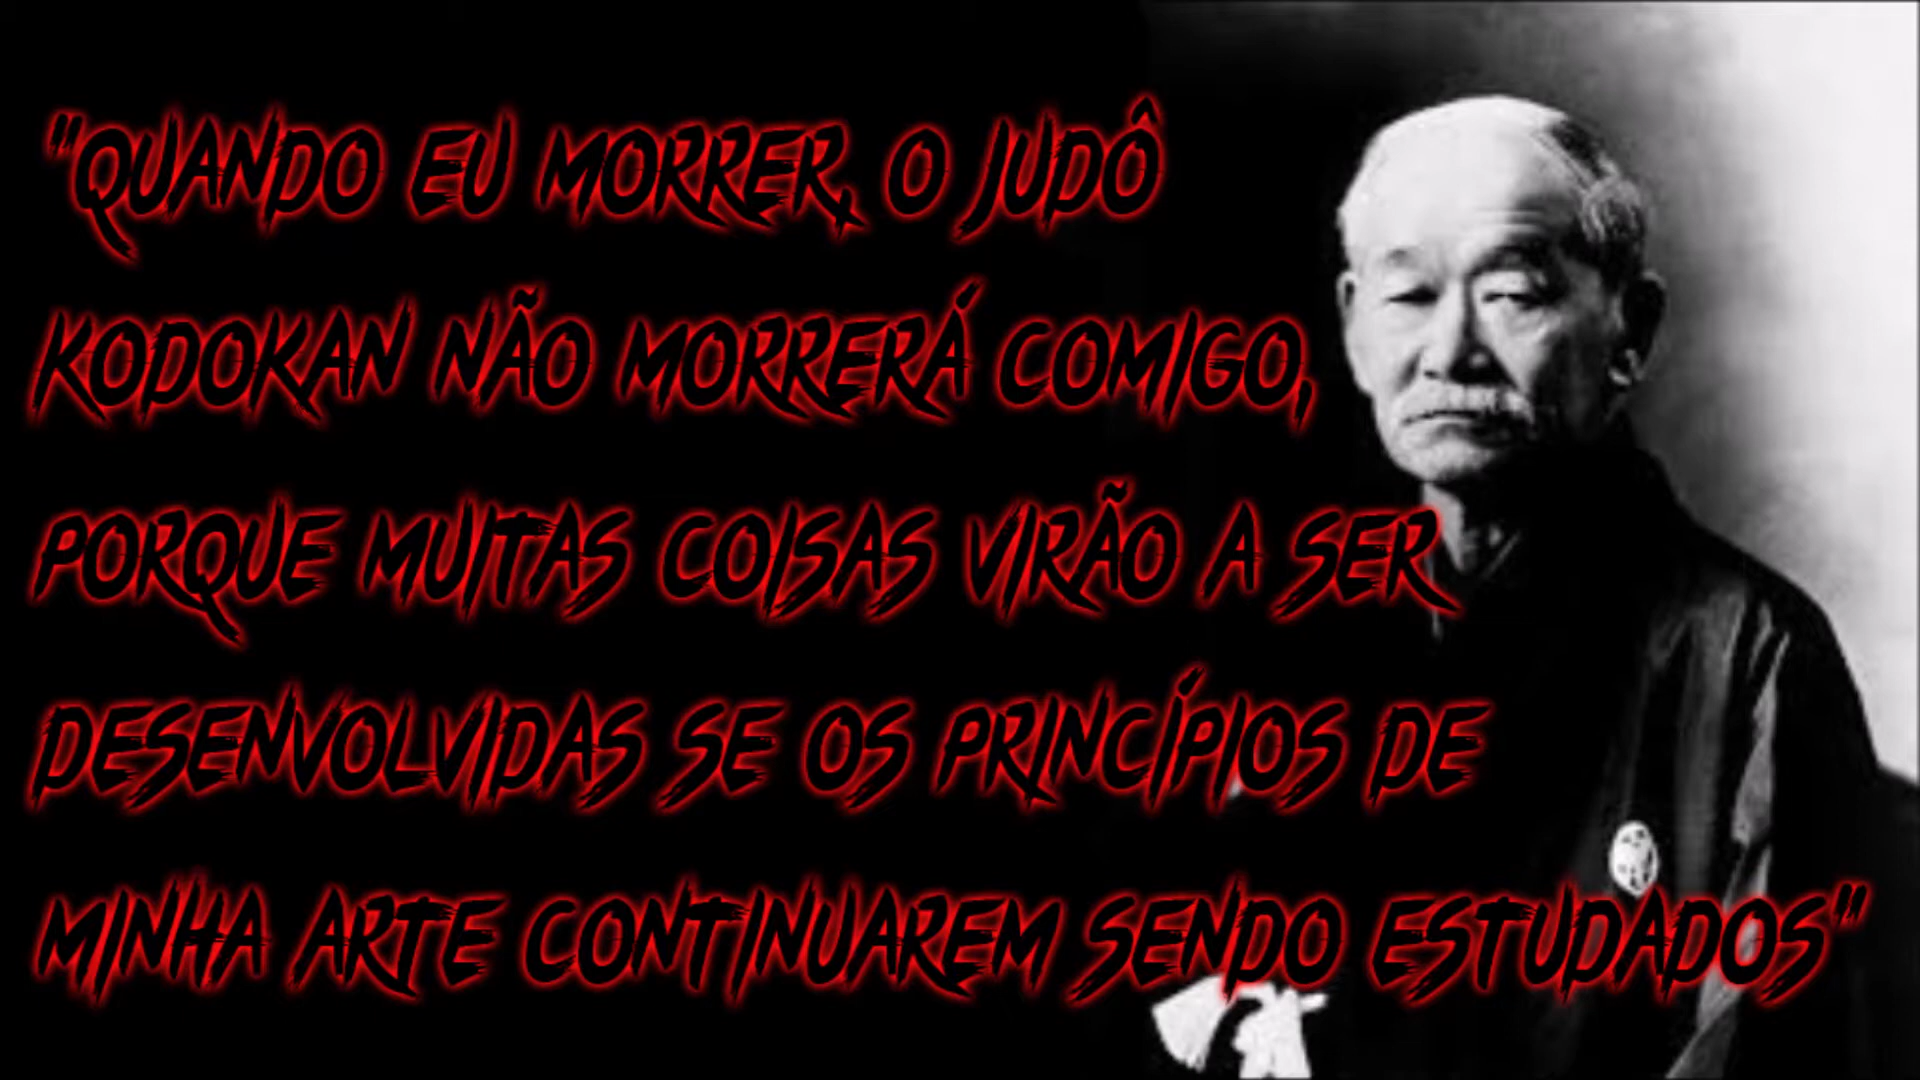 "QUANDO EU MORRER, O JUDÔ
KODOKAN NÃO MORRERÁ COMIGO,
PORQUE MUITAS COISAS VIRÃO A SER
DESENVOLVIDAS SE OS PRINCÍPIOS DE
MINHA ARTE CONTINUAREM SENDO ESTUDADOS"